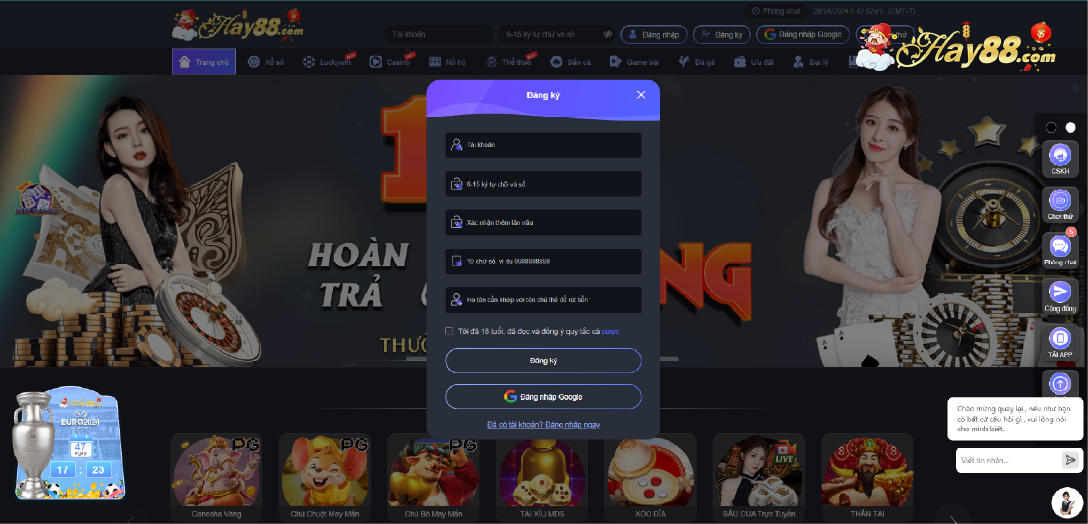 Hay88.com
Phòng chat
28/04/2024 5:42:52am (GMT+7)
Tài khoản
6-15 ký tự chữ và số
Đăng nhập
Đăng ký
Đăng nhập Google
Hay88.com
Trang chủ
Xổ số
Luckywin
Casino
Nổ hũ
Thể thao
Bắn cá
Game bài
Đá gà
Ưu đãi
Đại lý
Đăng ký
Tài khoản
6-15 ký tự chữ và số
Xác nhận thêm lần nữa
10 chữ số, ví dụ 0988889888
Họ tên cần khớp với tên chủ thẻ để rút tiền
Tôi đã 18 tuổi, đã đọc và đồng ý quy tắc cá cược
Đăng ký
Đăng nhập Google
Đã có tài khoản? Đăng nhập ngay
HOÀN
TRẢ
CSKH
Chơi thử
5
Phòng chat
Cộng đồng
TẢI APP
Chào mừng quay lại , nếu như bạn
có bất cứ câu hỏi gì , vui lòng nói
cho mình biết.
Viết tin nhắn...
EURO2024
47
ngày
17 : 23
PG
PG
PG
LIVE
Ganesha Vàng
Chú Chuột May Mắn
Chú Bò May Mắn
TÀI XỈU MD5
XÓC ĐĨA
BẦU CUA Trực Tuyến
THẦN TÀI